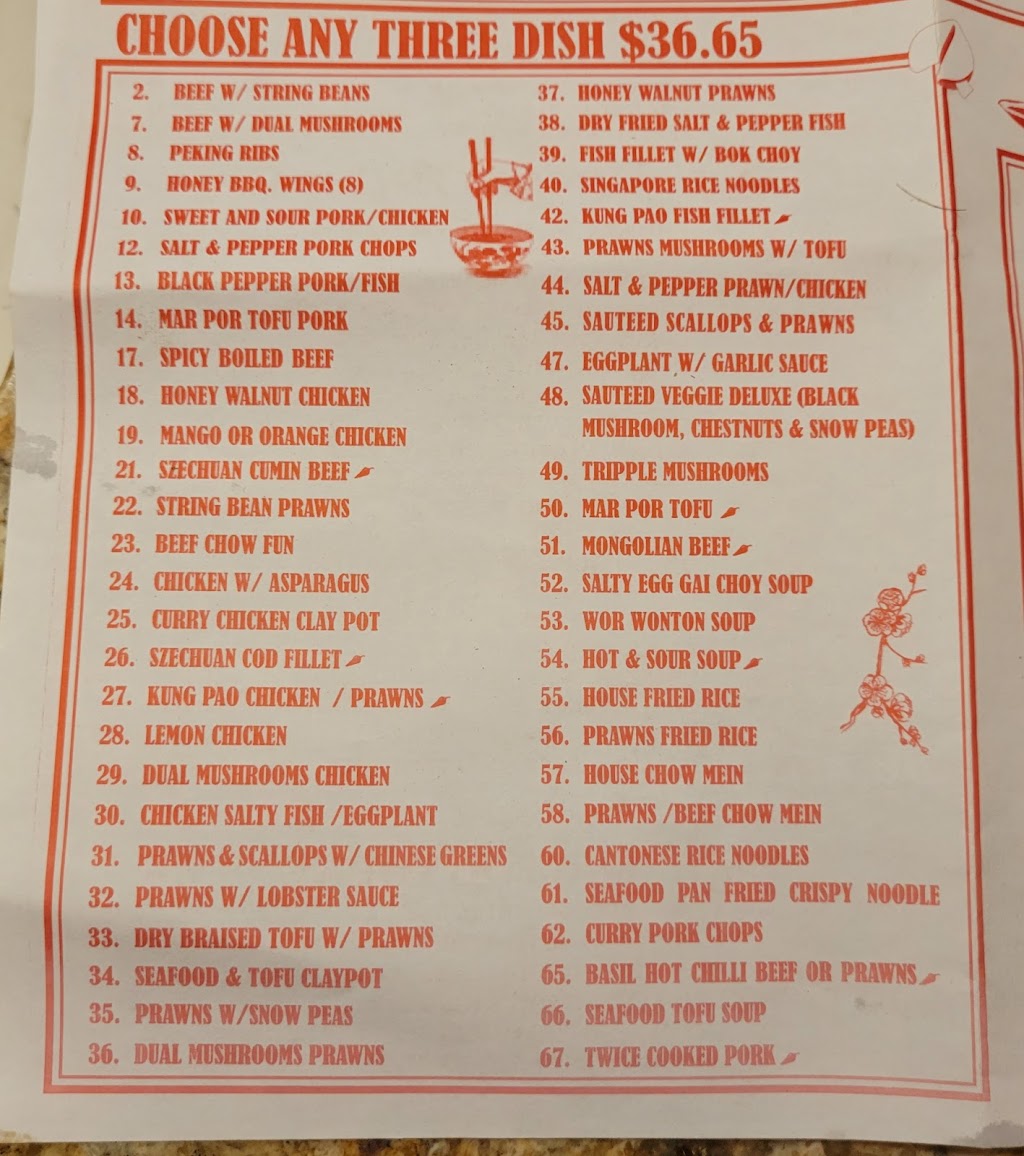 CHOOSE ANY THREE DISH $36.65
2. BEEF W/ STRING BEANS
7. BEEF W/ DUAL MUSHROOMS
8. PEKING RIBS
9. HONEY BBQ. WINGS (8)
10. SWEET AND SOUR PORK/CHICKEN
12. SALT & PEPPER PORK CHOPS
13. BLACK PEPPER PORK/FISH
14. MAR POR TOFU PORK
17. SPICY BOILED BEEF
18. HONEY WALNUT CHICKEN
19. MANGO OR ORANGE CHICKEN
21. SZECHUAN CUMIN BEEF
22. STRING BEAN PRAWNS
23. BEEF CHOW FUN
24. CHICKEN W/ ASPARAGUS
25. CURRY CHICKEN CLAY POT
26. SZECHUAN COD FILLET
27. KUNG PAO CHICKEN / PRAWNS
28. LEMON CHICKEN
29. DUAL MUSHROOMS CHICKEN
30. CHICKEN SALTY FISH /EGGPLANT
31. PRAWNS & SCALLOPS W/ CHINESE GREENS
32. PRAWNS W/ LOBSTER SAUCE
33. DRY BRAISED TOFU W/ PRAWNS
34. SEAFOOD & TOFU CLAYPOT
35. PRAWNS W/SNOW PEAS
36. DUAL MUSHROOMS PRAWNS
37. HONEY WALNUT PRAWNS
38. DRY FRIED SALT & PEPPER FISH
39. FISH FILLET W/ BOK CHOY
40. SINGAPORE RICE NOODLES
42. KUNG PAO FISH FILLET
43. PRAWNS MUSHROOMS W/ TOFU
44. SALT & PEPPER PRAWN/CHICKEN
45. SAUTEED SCALLOPS & PRAWNS
47. EGGPLANT W/ GARLIC SAUCE
48. SAUTEED VEGGIE DELUXE (BLACK
MUSHROOM, CHESTNUTS & SNOW PEAS)
49. TRIPPLE MUSHROOMS
50. MAR POR TOFU
51. MONGOLIAN BEEF
52. SALTY EGG GAI CHOY SOUP
53. WOR WONTON SOUP
54. HOT & SOUR SOUP
55. HOUSE FRIED RICE
56. PRAWNS FRIED RICE
57. HOUSE CHOW MEIN
58. PRAWNS /BEEF CHOW MEIN
60. CANTONESE RICE NOODLES
61. SEAFOOD PAN FRIED CRISPY NOODLE
62. CURRY PORK CHOPS
65. BASIL HOT CHILLI BEEF OR PRAWNS
66. SEAFOOD TOFU SOUP
67. TWICE COOKED PORK